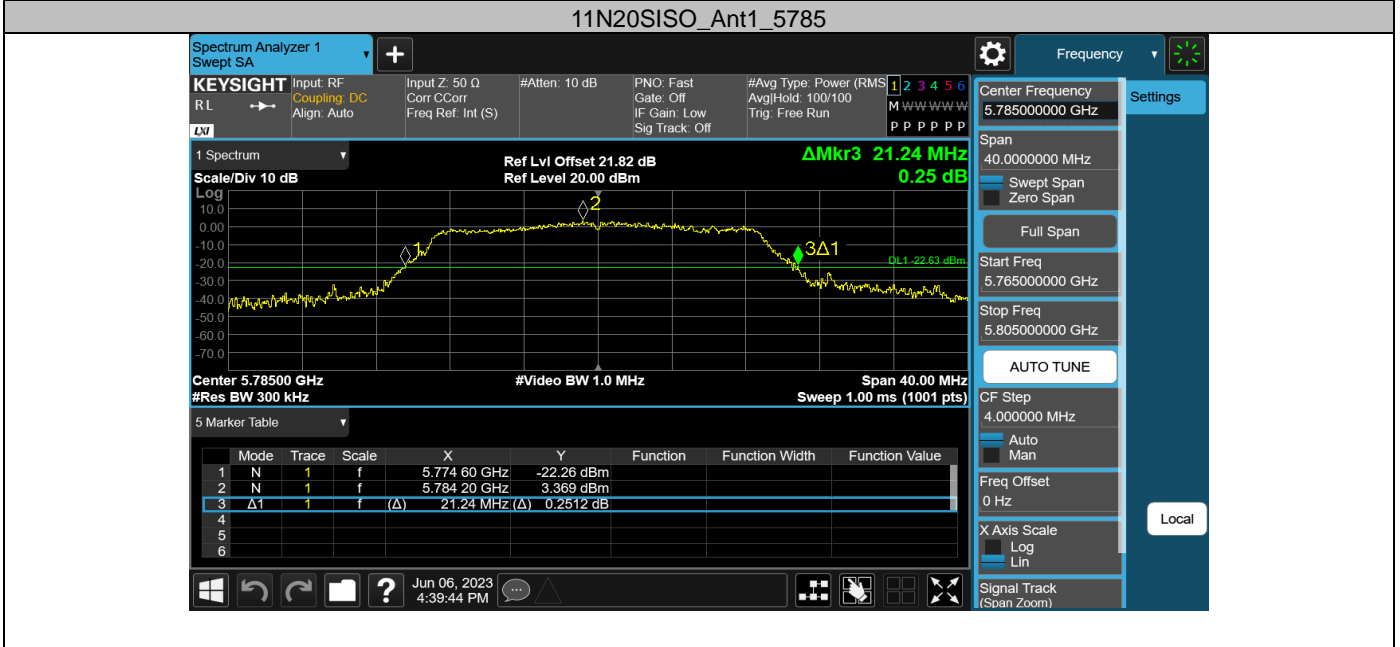 11N20SISO_Ant1_5785
Spectrum Analyzer 1
Swept SA
Frequency
KEYSIGHT
R L
LXI
Input: RF
Coupling: DC
Align: Auto
Input Z: 50 Ω
Corr CCorr
Freq Ref: Int (S)
#Atten: 10 dB
PNO: Fast
Gate: Off
IF Gain: Low
Sig Track: Off
#Avg Type: Power (RMS
Avg|Hold: 100/100
Trig: Free Run
1 2 3 4 5 6
M W W W W W
P P P P P P
1 Spectrum
Scale/Div 10 dB
Ref Lvl Offset 21.82 dB
Ref Level 20.00 dBm
ΔMkr3 21.24 MHz
0.25 dB
Log
10.0
0.00
-10.0
-20.0
-30.0
-40.0
-50.0
-60.0
-70.0
1
2
3Δ1
DL1 -22.63 dBm
Center 5.78500 GHz
#Video BW 1.0 MHz
Span 40.00 MHz
#Res BW 300 kHz
Sweep 1.00 ms (1001 pts)
5 Marker Table
Mode Trace Scale X Y Function Function Width Function Value
1 N 1 f 5.774 60 GHz -22.26 dBm
2 N 1 f 5.784 20 GHz 3.369 dBm
3 Δ1 1 f (Δ) 21.24 MHz (Δ) 0.2512 dB
4
5
6
Jun 06, 2023
4:39:44 PM
Center Frequency
5.785000000 GHz
Settings
Span
40.0000000 MHz
Swept Span
Zero Span
Full Span
Start Freq
5.765000000 GHz
Stop Freq
5.805000000 GHz
AUTO TUNE
CF Step
4.000000 MHz
Auto
Man
Freq Offset
0 Hz
X Axis Scale
Log
Lin
Local
Signal Track
(Span Zoom)